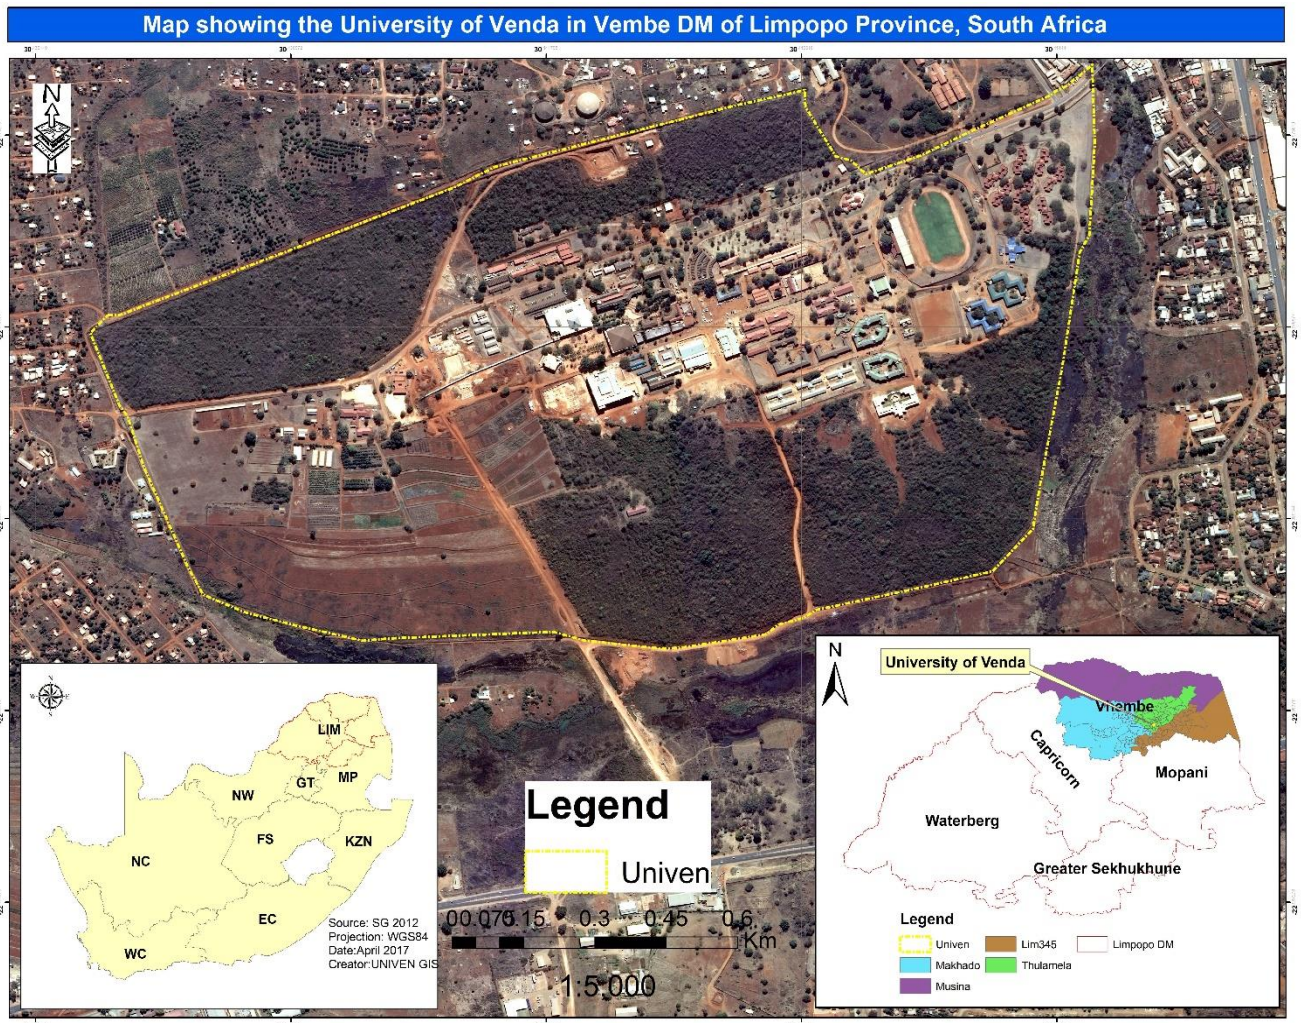 Map showing the University of Venda in Vembe DM of Limpopo Province, South Africa
N
N
LIM
GT
MP
NW
FS
KZN
NC
EC
WC
Source: SG 2012
Projection: WGS84
Date:April 2017
Creator:UNIVEN GIS
Legend
Univen
0 0.075 0.15 0.3 0.45 0.6
Km
1:5,000
N
University of Venda
Vhembe
Capricorn
Mopani
Waterberg
Greater Sekhukhune
Legend
Univen
Lim345
Limpopo DM
Makhado
Thulamela
Musina